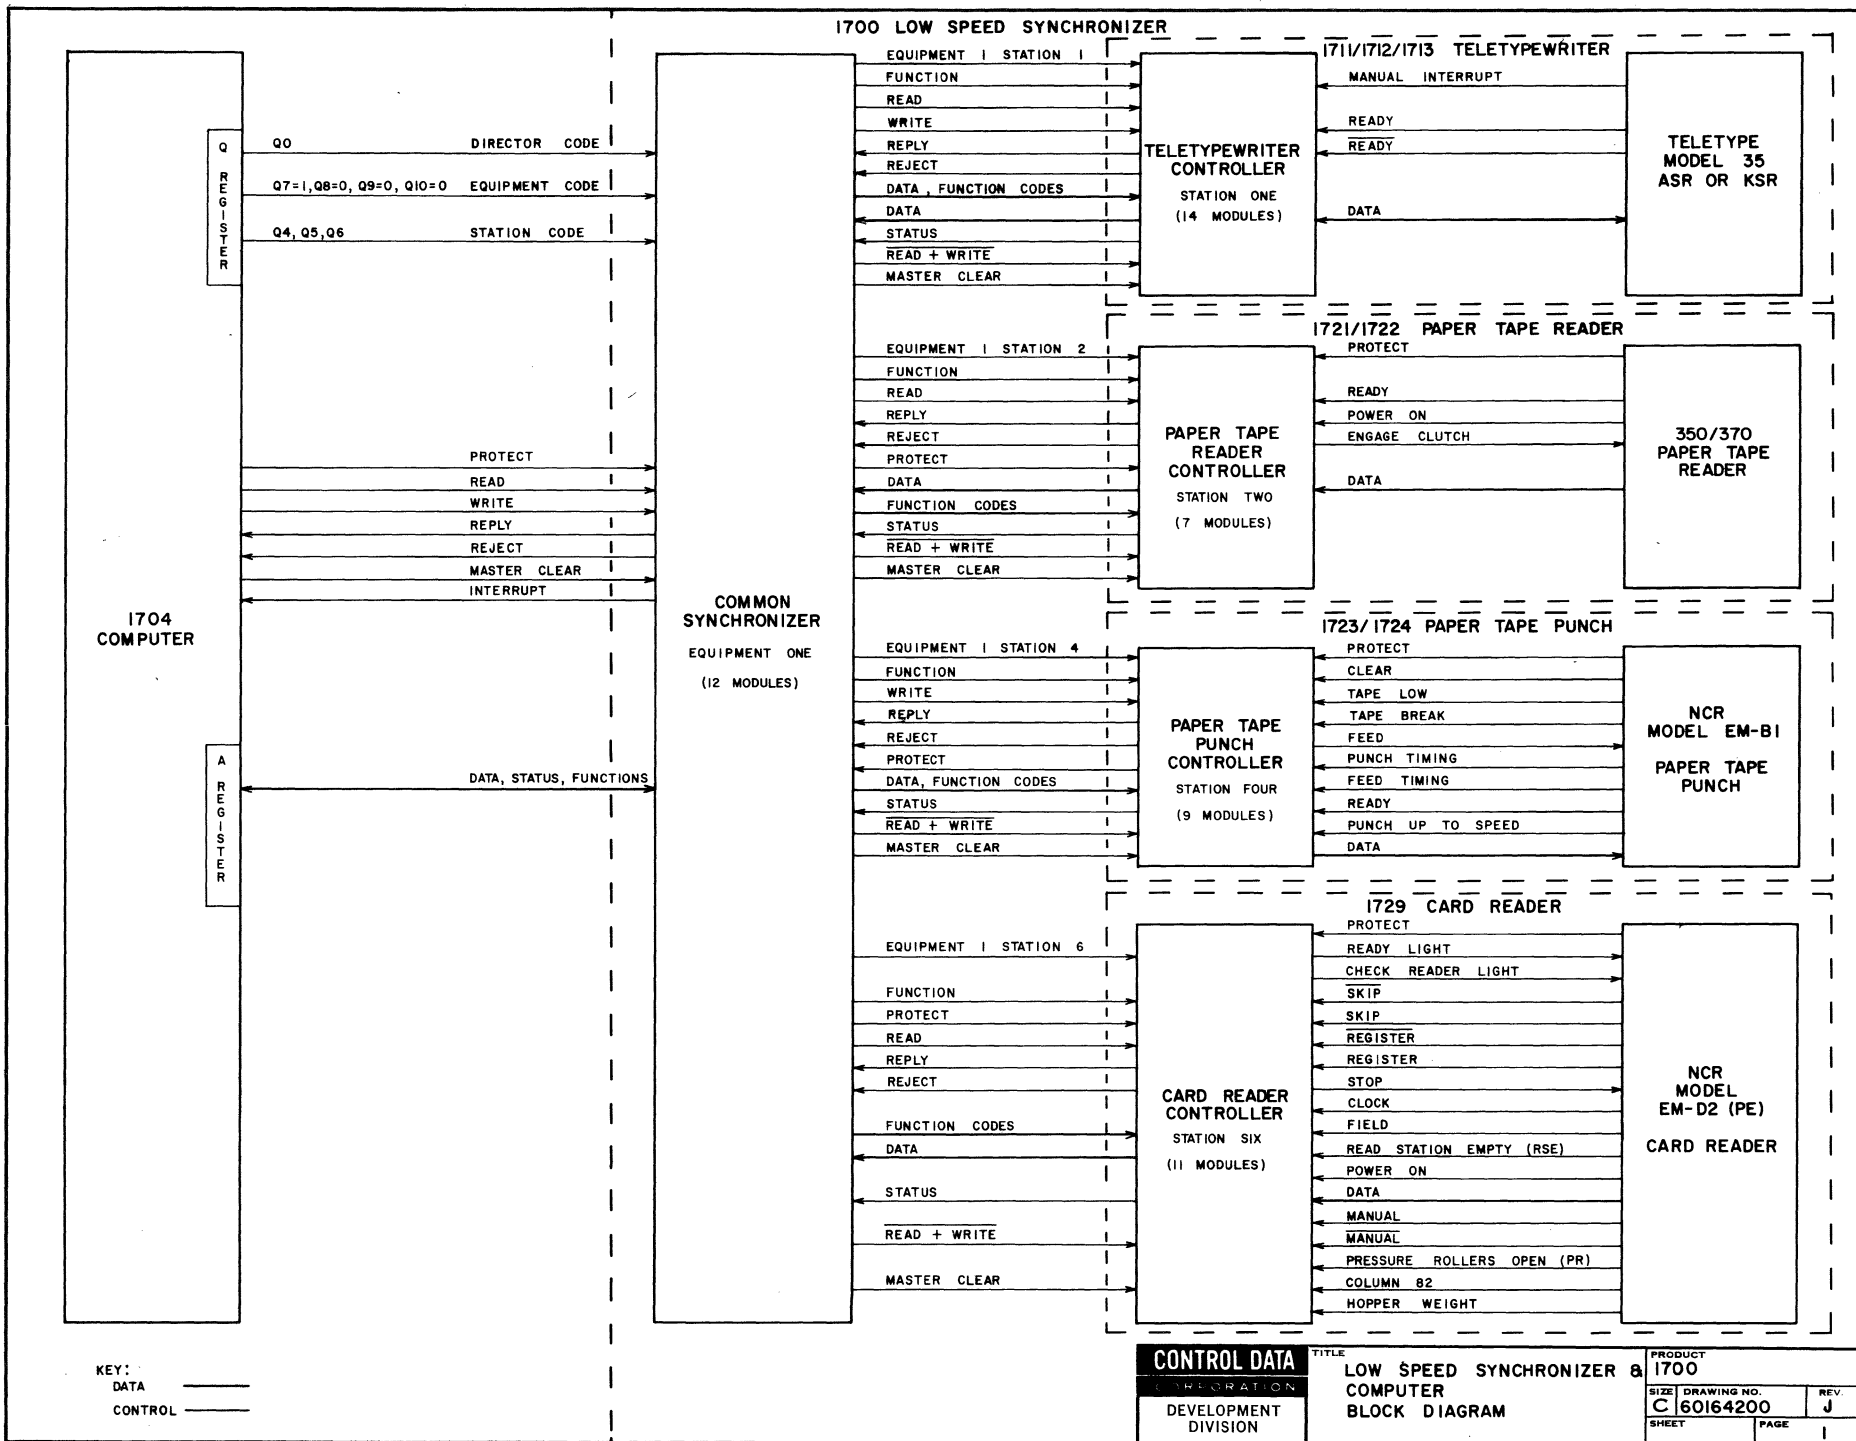 1700 LOW SPEED SYNCHRONIZER
1704
COMPUTER
Q REGISTER
Q0 DIRECTOR CODE
Q7=1,Q8=0, Q9=0, Q10=0 EQUIPMENT CODE
Q4, Q5,Q6 STATION CODE
PROTECT
READ
WRITE
REPLY
REJECT
MASTER CLEAR
INTERRUPT
A REGISTER
DATA, STATUS, FUNCTIONS
COMMON
SYNCHRONIZER
EQUIPMENT ONE
(12 MODULES)
EQUIPMENT 1 STATION 1
FUNCTION
READ
WRITE
REPLY
REJECT
DATA , FUNCTION CODES
DATA
STATUS
READ + WRITE
MASTER CLEAR
1711/1712/1713 TELETYPEWRITER
TELETYPEWRITER
CONTROLLER
STATION ONE
(14 MODULES)
MANUAL INTERRUPT
READY
READY
DATA
TELETYPE
MODEL 35
ASR OR KSR
EQUIPMENT 1 STATION 2
FUNCTION
READ
REPLY
REJECT
PROTECT
DATA
FUNCTION CODES
STATUS
READ + WRITE
MASTER CLEAR
1721/1722 PAPER TAPE READER
PAPER TAPE
READER
CONTROLLER
STATION TWO
(7 MODULES)
PROTECT
READY
POWER ON
ENGAGE CLUTCH
DATA
350/370
PAPER TAPE
READER
EQUIPMENT 1 STATION 4
FUNCTION
WRITE
REPLY
REJECT
PROTECT
DATA, FUNCTION CODES
STATUS
READ + WRITE
MASTER CLEAR
1723/1724 PAPER TAPE PUNCH
PAPER TAPE
PUNCH
CONTROLLER
STATION FOUR
(9 MODULES)
PROTECT
CLEAR
TAPE LOW
TAPE BREAK
FEED
PUNCH TIMING
FEED TIMING
READY
PUNCH UP TO SPEED
DATA
NCR
MODEL EM-B1
PAPER TAPE
PUNCH
EQUIPMENT 1 STATION 6
FUNCTION
PROTECT
READ
REPLY
REJECT
FUNCTION CODES
DATA
STATUS
READ + WRITE
MASTER CLEAR
1729 CARD READER
CARD READER
CONTROLLER
STATION SIX
(11 MODULES)
PROTECT
READY LIGHT
CHECK READER LIGHT
SKIP
SKIP
REGISTER
REGISTER
STOP
CLOCK
FIELD
READ STATION EMPTY (RSE)
POWER ON
DATA
MANUAL
MANUAL
PRESSURE ROLLERS OPEN (PR)
COLUMN 82
HOPPER WEIGHT
NCR
MODEL
EM-D2 (PE)
CARD READER
KEY:
DATA
CONTROL
CONTROL DATA
CORPORATION
DEVELOPMENT
DIVISION
TITLE
LOW SPEED SYNCHRONIZER &
COMPUTER
BLOCK DIAGRAM
PRODUCT
1700
SIZE DRAWING NO. REV.
C 60164200 J
SHEET PAGE